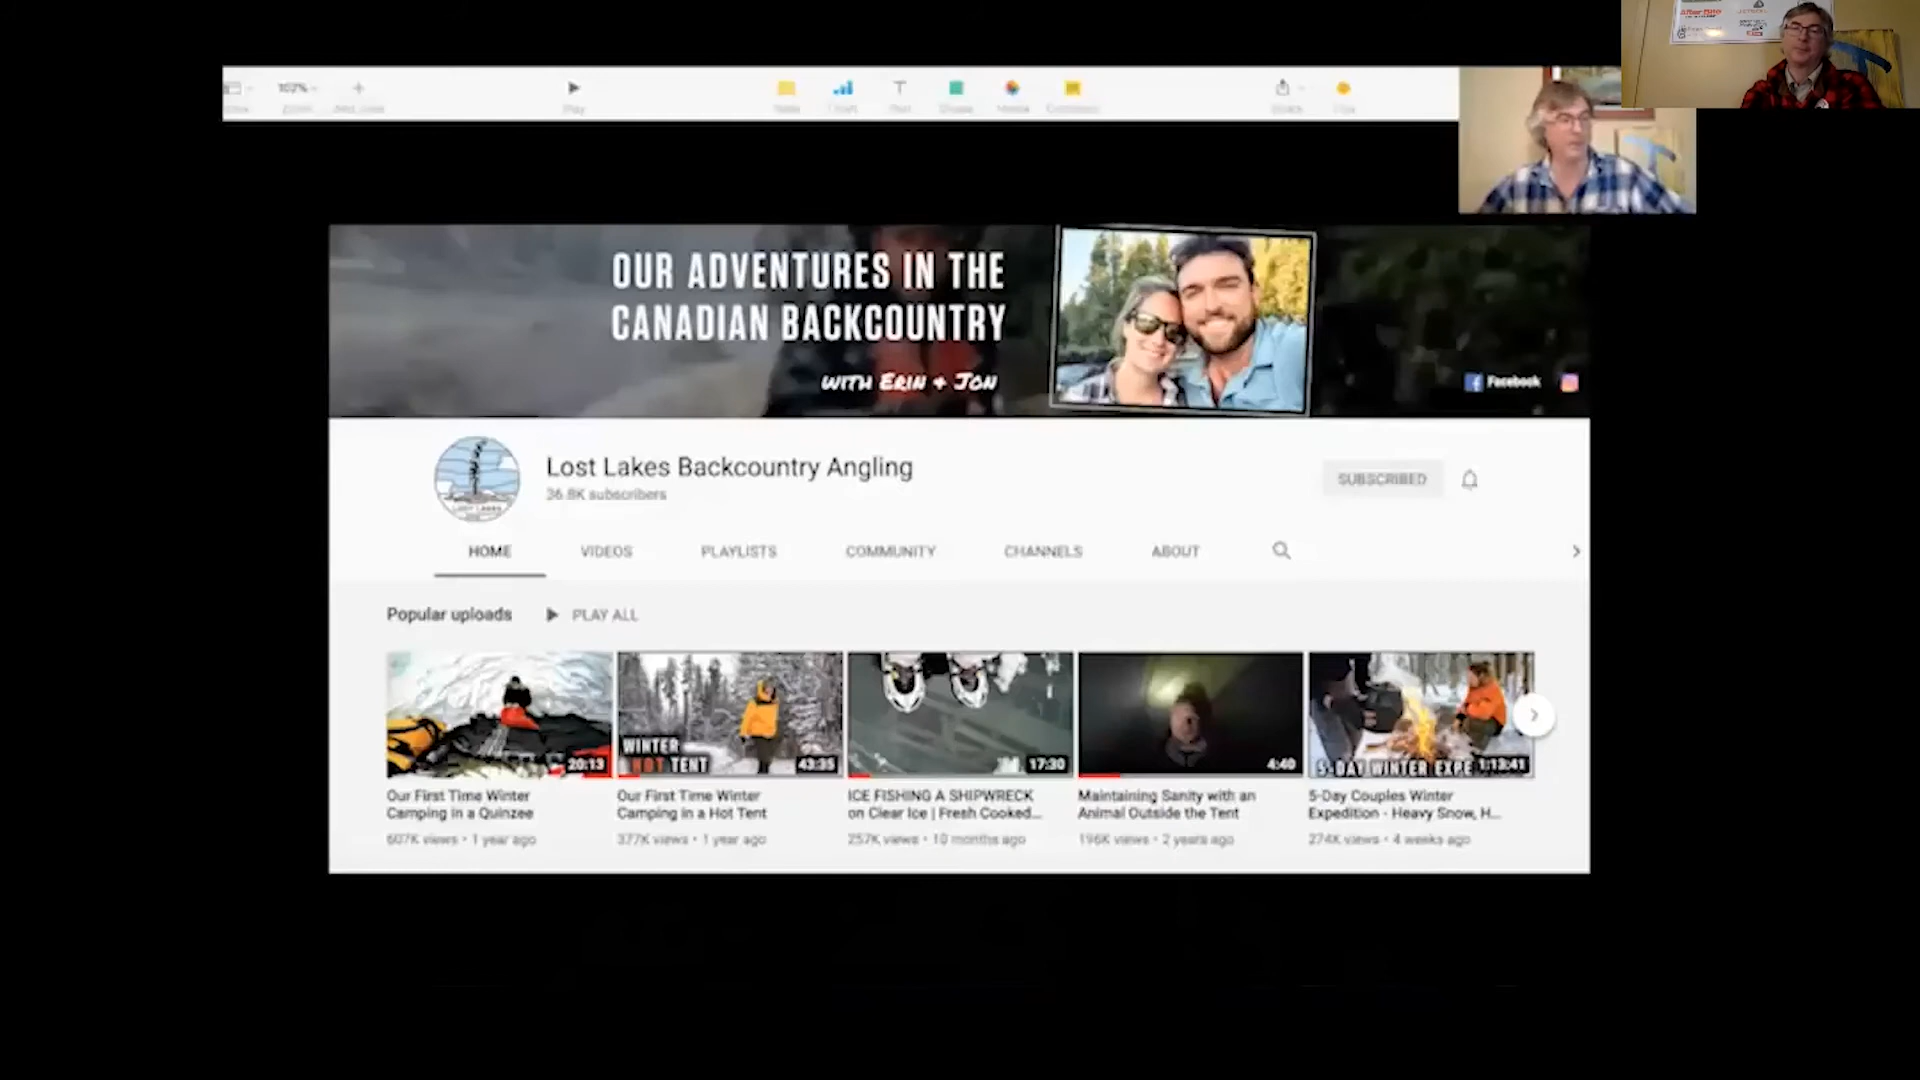 102%
Play
OUR ADVENTURES IN THE
CANADIAN BACKCOUNTRY
WITH ERIN + JON
Facebook
Lost Lakes Backcountry Angling
36.8K subscribers
SUBSCRIBED
HOME VIDEOS PLAYLISTS COMMUNITY CHANNELS ABOUT
Popular uploads PLAY ALL
20:13
WINTER
HOT TENT
43:35
17:30
4:40
5-DAY WINTER EXPE
1:13:41
Our First Time Winter
Camping in a Quinzee
607K views • 1 year ago
Our First Time Winter
Camping in a Hot Tent
377K views • 1 year ago
ICE FISHING A SHIPWRECK
on Clear Ice | Fresh Cooked...
257K views • 10 months ago
Maintaining Sanity with an
Animal Outside the Tent
196K views • 2 years ago
5-Day Couples Winter
Expedition - Heavy Snow, H...
274K views • 4 weeks ago
After Bite